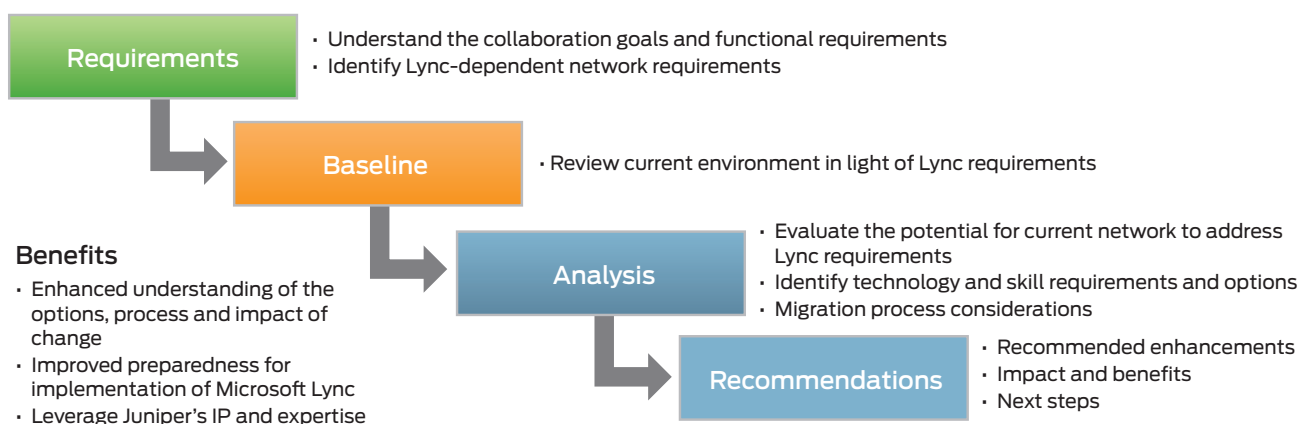 Requirements
· Understand the collaboration goals and functional requirements
· Identify Lync-dependent network requirements
Baseline
· Review current environment in light of Lync requirements
Analysis
· Evaluate the potential for current network to address
Lync requirements
· Identify technology and skill requirements and options
· Migration process considerations
Recommendations
· Recommended enhancements
· Impact and benefits
· Next steps
Benefits
· Enhanced understanding of the
options, process and impact of
change
· Improved preparedness for
implementation of Microsoft Lync
· Leverage Juniper's IP and expertise